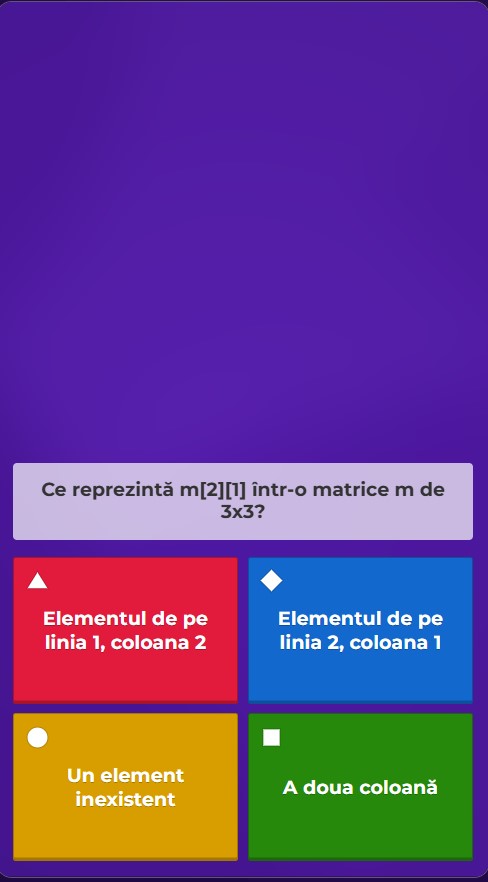 Ce reprezintă m[2][1] într-o matrice m de
3x3?
Elementul de pe
linia 1, coloana 2
Elementul de pe
linia 2, coloana 1
Un element
inexistent
A doua coloană